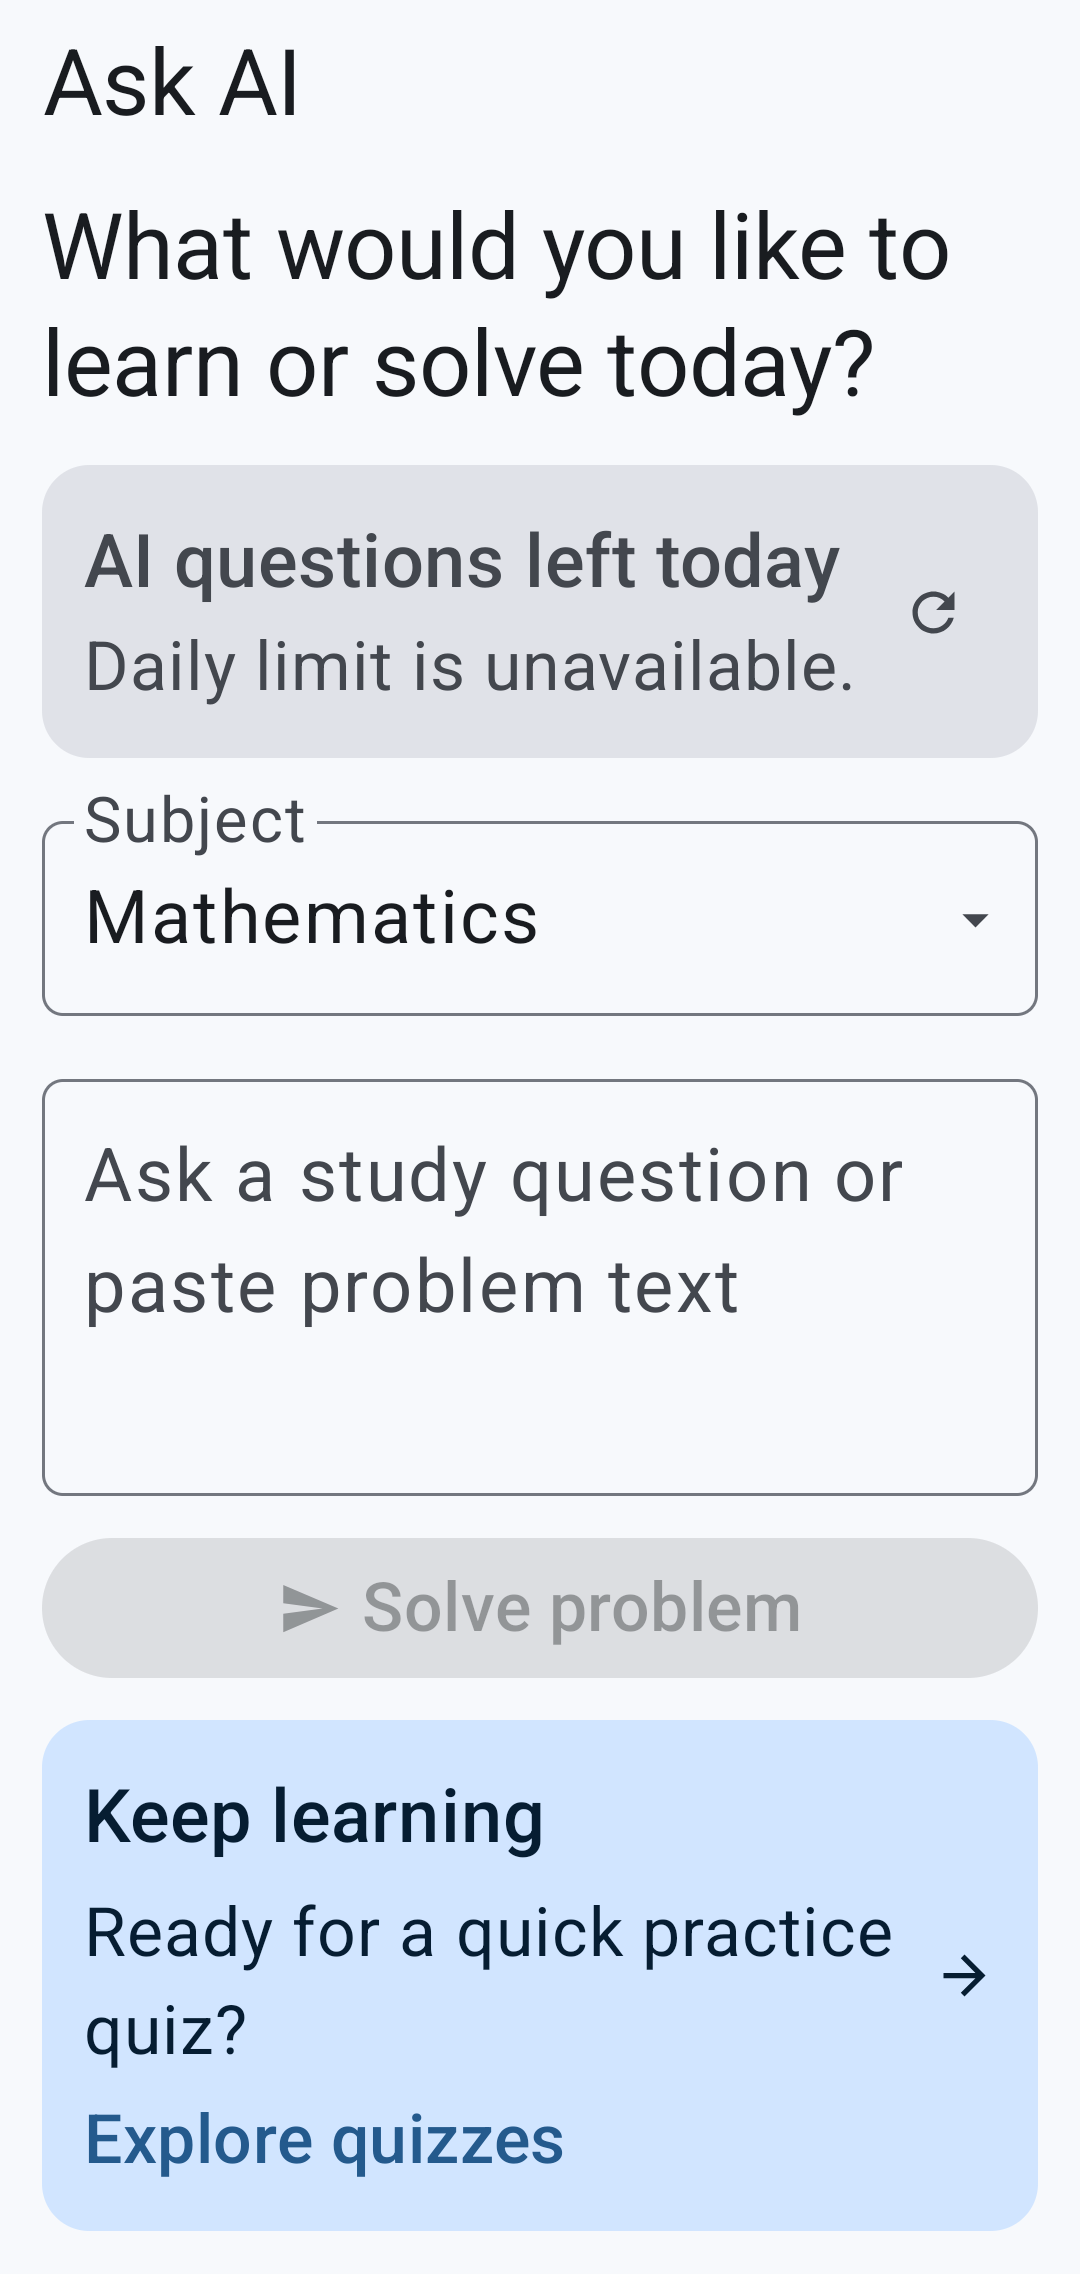 Ask AI
What would you like to
learn or solve today?
AI questions left today
Daily limit is unavailable.
Subject
Mathematics
Ask a study question or
paste problem text
Solve problem
Keep learning
Ready for a quick practice
quiz?
Explore quizzes